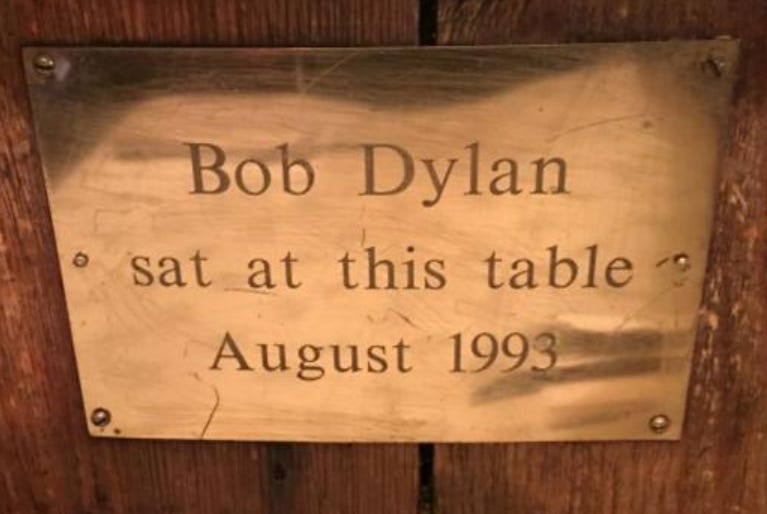 Bob Dylan
sat at this table
August 1993